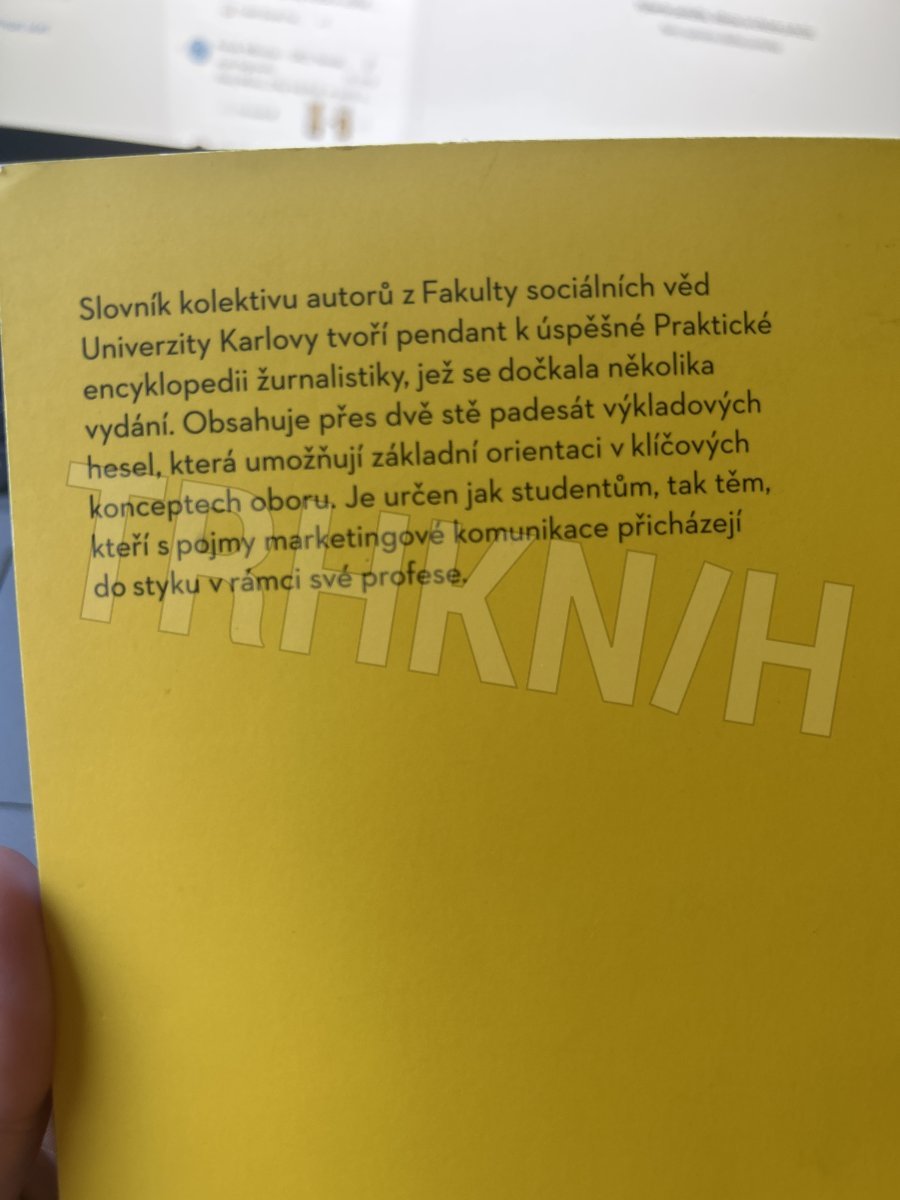 Slovník kolektivu autorů z Fakulty sociálních věd
Univerzity Karlovy tvoří pendant k úspěšné Praktické
encyklopedii žurnalistiky, jež se dočkala několika
vydání. Obsahuje přes dvě stě padesát výkladových
hesel, která umožňují základní orientaci v klíčových
konceptech oboru. Je určen jak studentům, tak těm,
kteří s pojmy marketingové komunikace přicházejí
do styku v rámci své profese.
TRHKN/H